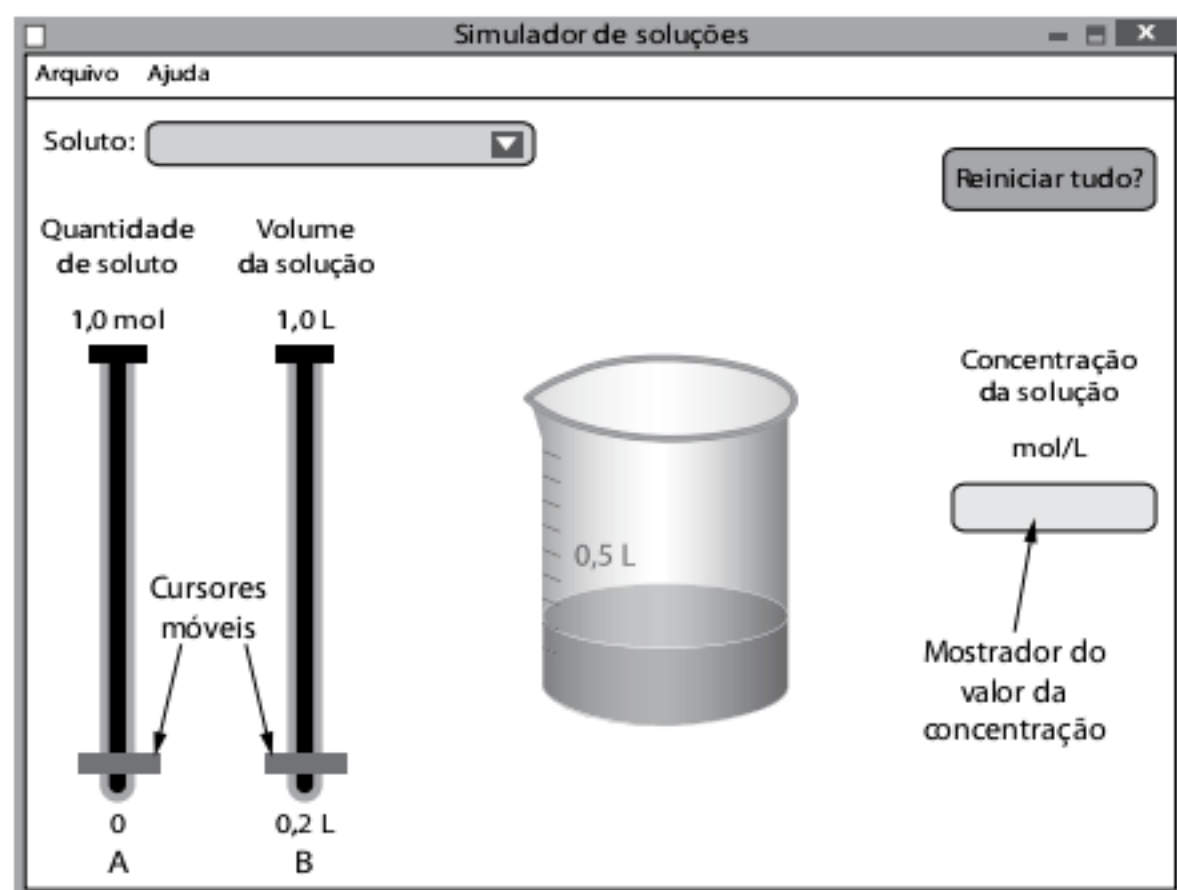 Simulador de soluções
Arquivo Ajuda
Soluto:
Reiniciar tudo?
Quantidade
de soluto
Volume
da solução
1,0 mol
1,0 L
Concentração
da solução
mol/L
0,5 L
Cursores
móveis
Mostrador do
valor da
concentração
0
0,2 L
A
B